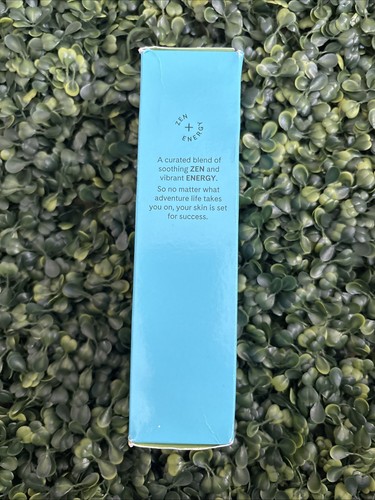 ZEN
+
ENERGY
A curated blend of
soothing ZEN and
vibrant ENERGY.
So no matter what
adventure life takes
you on, your skin is set
for success.